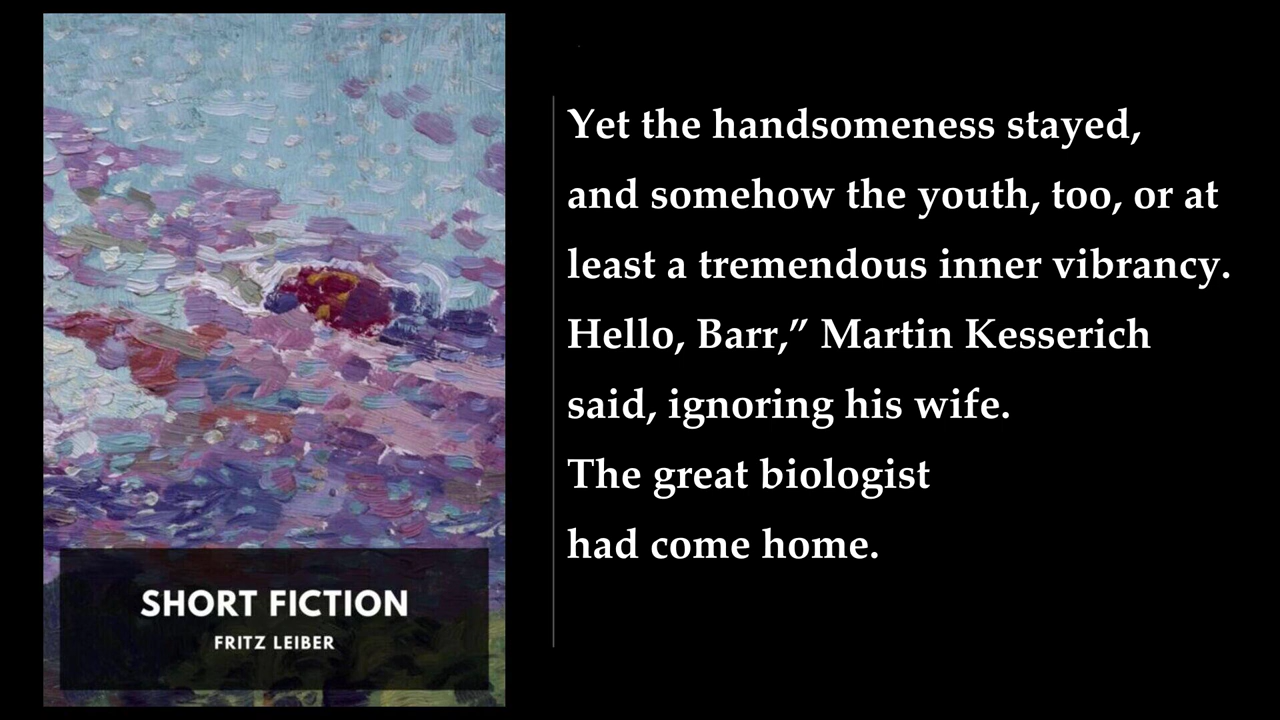 SHORT FICTION
FRITZ LEIBER
Yet the handsomeness stayed,
and somehow the youth, too, or at
least a tremendous inner vibrancy.
Hello, Barr,” Martin Kesserich
said, ignoring his wife.
The great biologist
had come home.